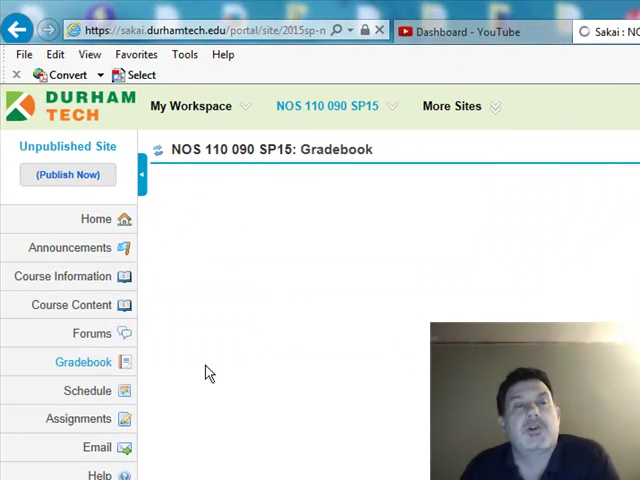 https://sakai.durhamtech.edu/portal/site/2015sp-n
Dashboard - YouTube
Sakai : NO
File Edit View Favorites Tools Help
Convert Select
DURHAM TECH
My Workspace NOS 110 090 SP15 More Sites
Unpublished Site
(Publish Now)
NOS 110 090 SP15: Gradebook
Home
Announcements
Course Information
Course Content
Forums
Gradebook
Schedule
Assignments
Email
Help